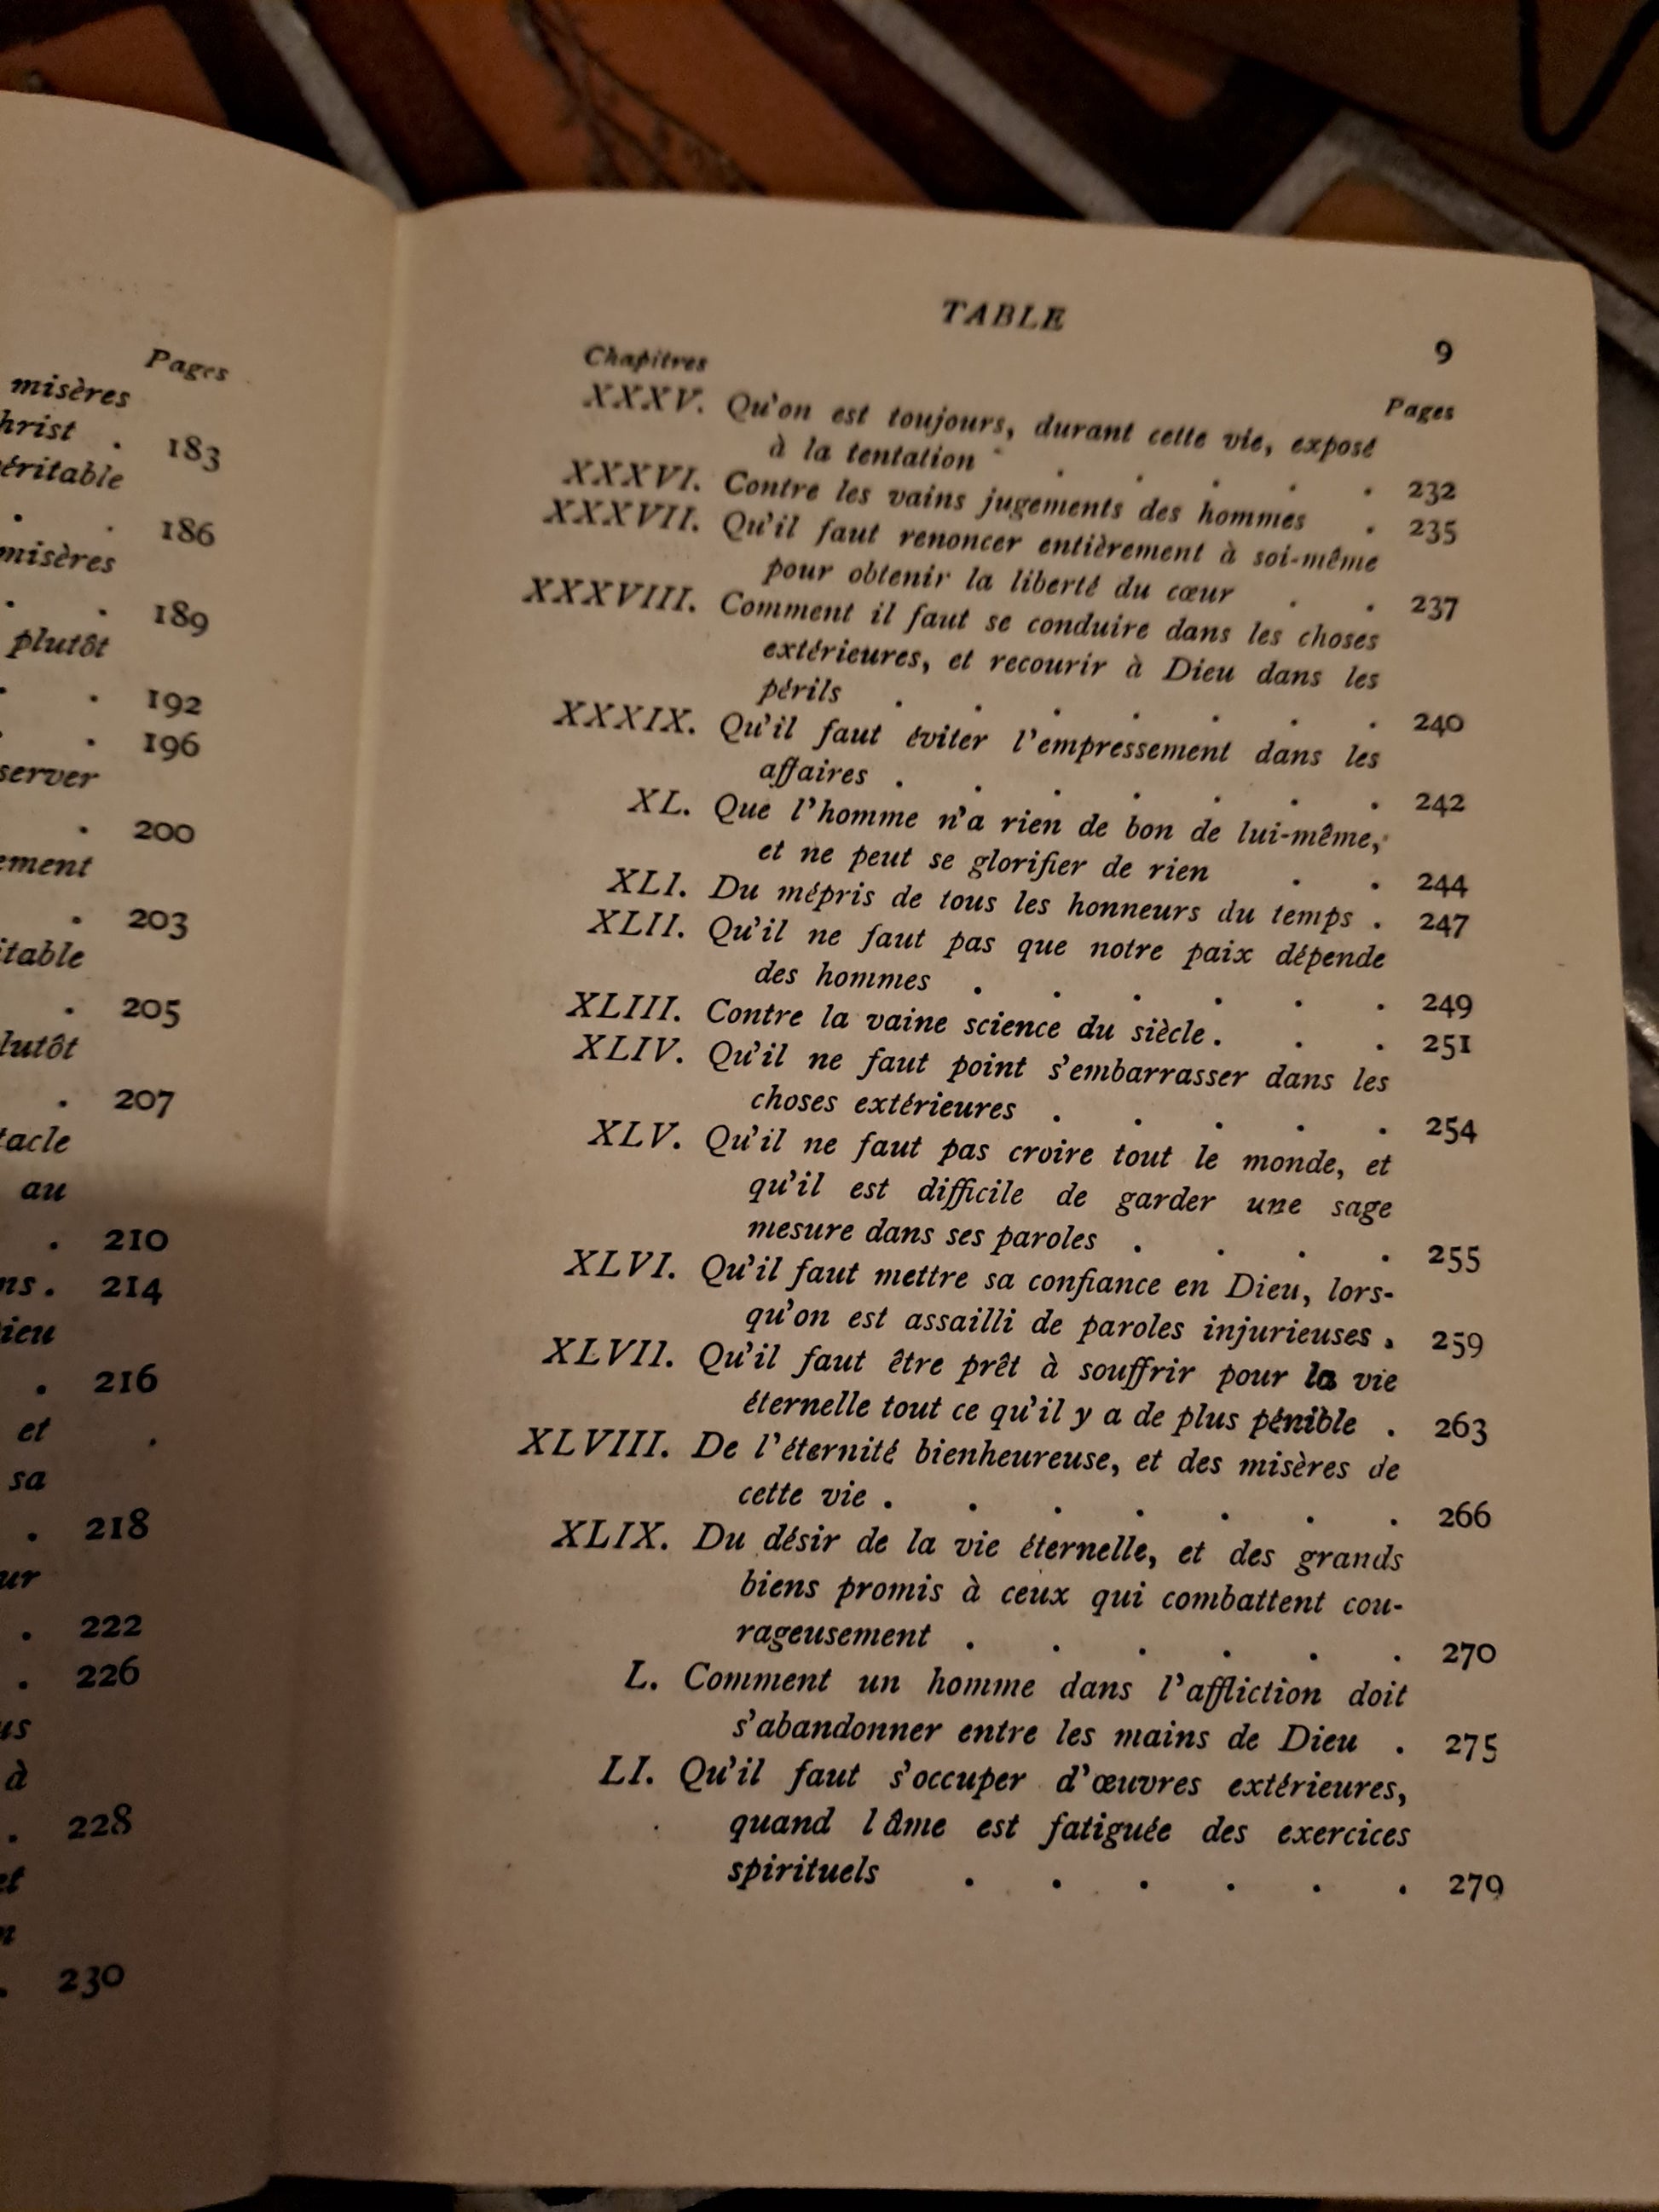 Pages
misères
hrist . 183
éritable
. . 186
misères
. . 189
plutôt
. . 192
. . 196
server
. 200
ement
. 203
itable
. 205
lutôt
. 207
tacle
au
. 210
ns . 214
ieu
. 216
et
sa
. 218
ur
. 222
. 226
us
à
. 228
et
n
. 230
TABLE
9
Chapitres
Pages
XXXV. Qu'on est toujours, durant cette vie, exposé
à la tentation . . . . . 232
XXXVI. Contre les vains jugements des hommes . 235
XXXVII. Qu'il faut renoncer entièrement à soi-même
pour obtenir la liberté du cœur . . 237
XXXVIII. Comment il faut se conduire dans les choses
extérieures, et recourir à Dieu dans les
périls . . . . . . . 240
XXXIX. Qu'il faut éviter l'empressement dans les
affaires . . . . . . . 242
XL. Que l'homme n'a rien de bon de lui-même,
et ne peut se glorifier de rien . . 244
XLI. Du mépris de tous les honneurs du temps . 247
XLII. Qu'il ne faut pas que notre paix dépende
des hommes . . . . . . 249
XLIII. Contre la vaine science du siècle . . . 251
XLIV. Qu'il ne faut point s'embarrasser dans les
choses extérieures . . . . . 254
XLV. Qu'il ne faut pas croire tout le monde, et
qu'il est difficile de garder une sage
mesure dans ses paroles . . . . 255
XLVI. Qu'il faut mettre sa confiance en Dieu, lors-
qu'on est assailli de paroles injurieuses . 259
XLVII. Qu'il faut être prêt à souffrir pour la vie
éternelle tout ce qu'il y a de plus pénible . 263
XLVIII. De l'éternité bienheureuse, et des misères de
cette vie . . . . . . . 266
XLIX. Du désir de la vie éternelle, et des grands
biens promis à ceux qui combattent cou-
rageusement . . . . . . 270
L. Comment un homme dans l'affliction doit
s'abandonner entre les mains de Dieu . 275
LI. Qu'il faut s'occuper d'œuvres extérieures,
quand l âme est fatiguée des exercices
spirituels . . . . . . 279